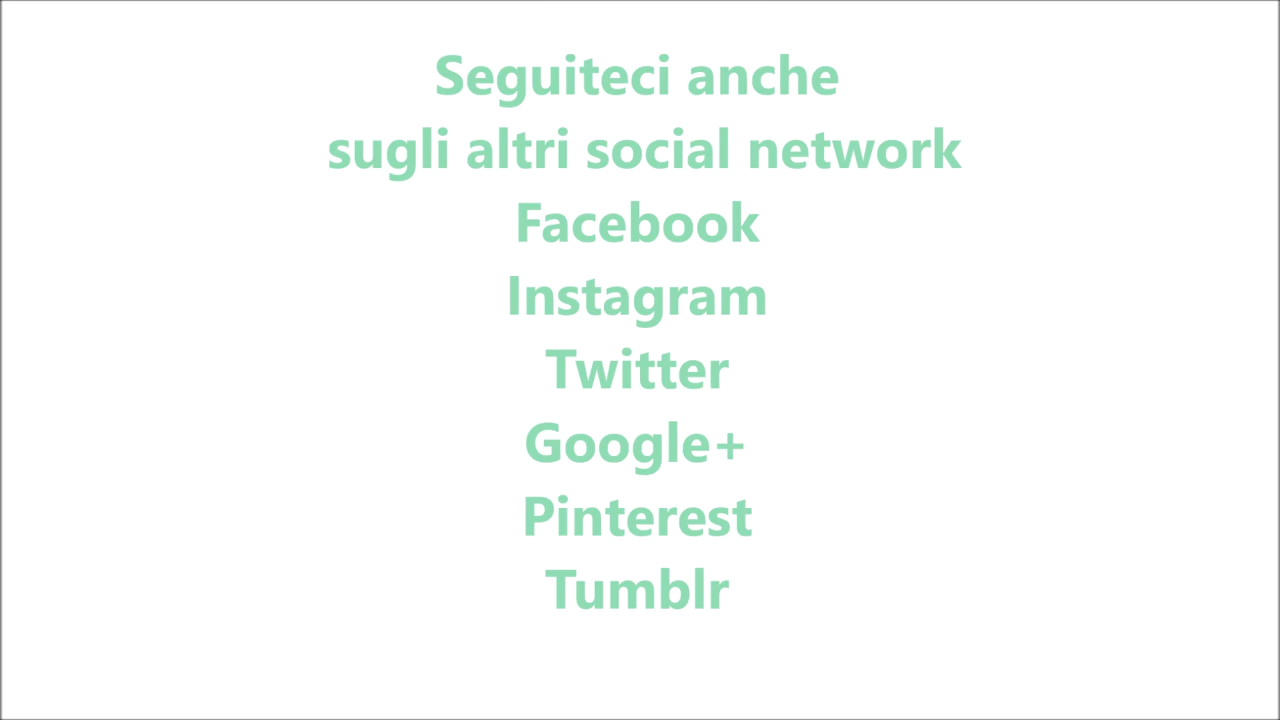 Seguiteci anche
sugli altri social network
Facebook
Instagram
Twitter
Google+
Pinterest
Tumblr